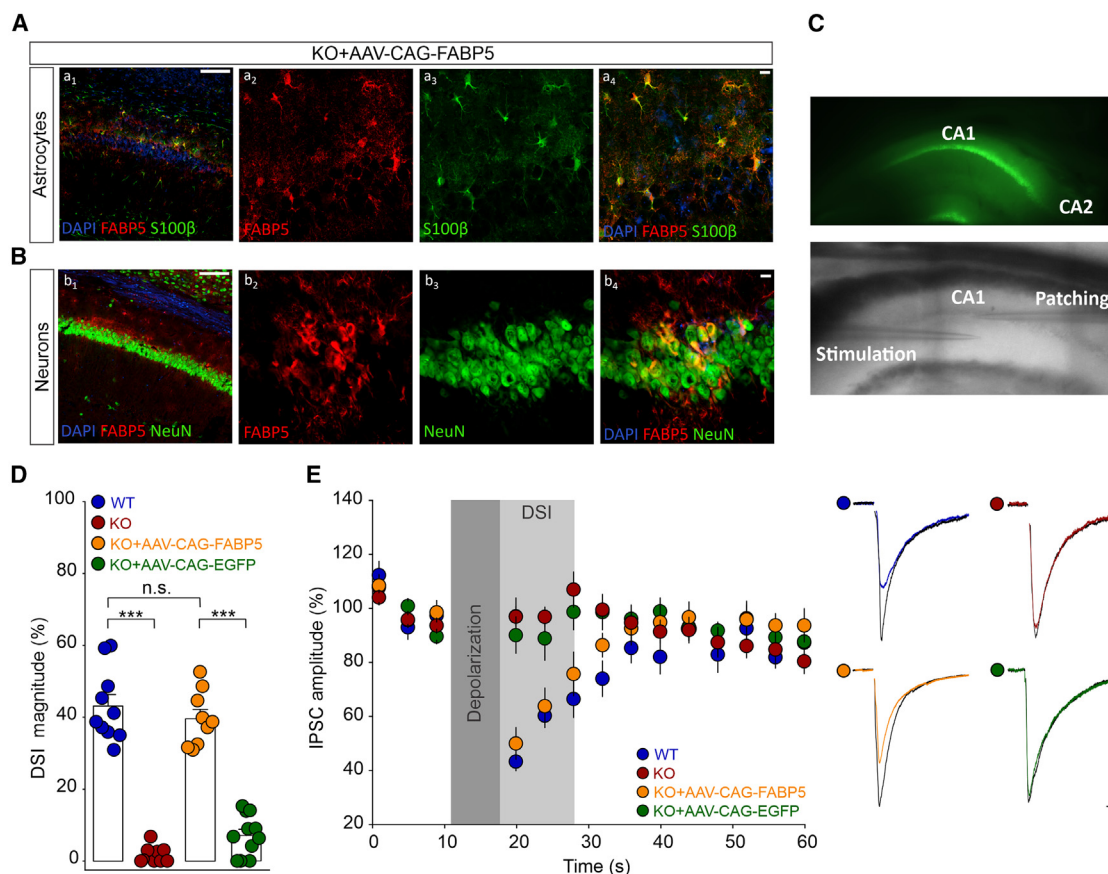 A
KO+AAV-CAG-FABP5
Astrocytes
a1
DAPI FABP5 S100β
a2
FABP5
a3
S100β
a4
DAPI FABP5 S100β
B
Neurons
b1
DAPI FABP5 NeuN
b2
FABP5
b3
NeuN
b4
DAPI FABP5 NeuN
C
CA1
CA2
CA1
Patching
Stimulation
D
DSI magnitude (%)
100
80
60
40
20
0
WT
KO
KO+AAV-CAG-FABP5
KO+AAV-CAG-EGFP
n.s.
***
***
E
IPSC amplitude (%)
140
120
100
80
60
40
20
Depolarization
DSI
WT
KO
KO+AAV-CAG-FABP5
KO+AAV-CAG-EGFP
0 10 20 30 40 50 60
Time (s)